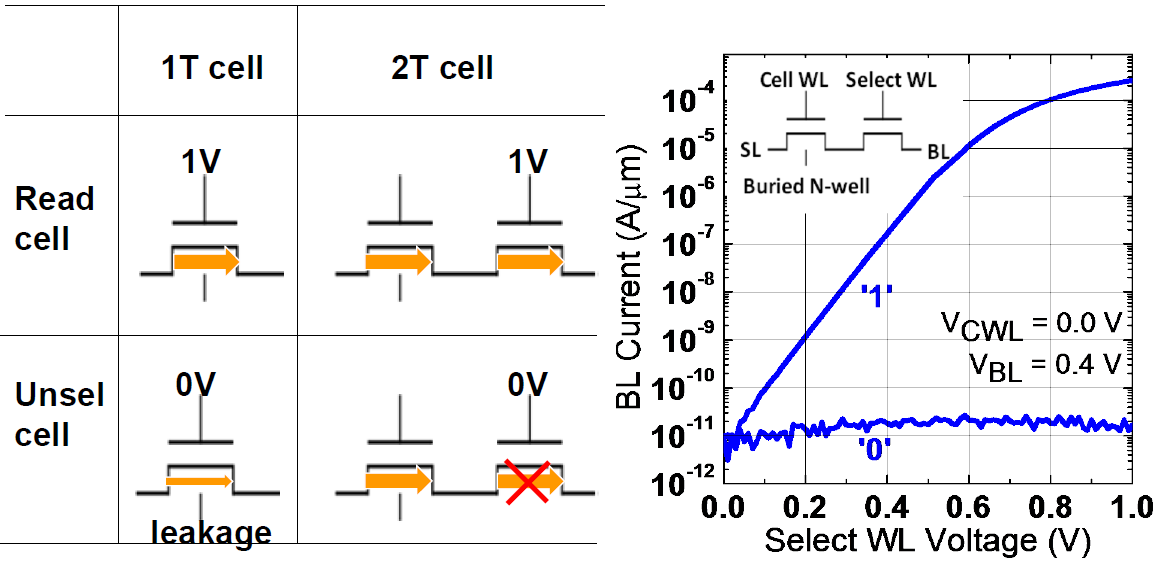 1T cell
2T cell
Read
cell
1V
1V
Unsel
cell
0V
0V
leakage
Cell WL
Select WL
SL
BL
Buried N-well
'1'
'0'
V_CWL = 0.0 V
V_BL = 0.4 V
BL Current (A/μm)
10⁻⁴
10⁻⁵
10⁻⁶
10⁻⁷
10⁻⁸
10⁻⁹
10⁻¹⁰
10⁻¹¹
10⁻¹²
0.0 0.2 0.4 0.6 0.8 1.0
Select WL Voltage (V)